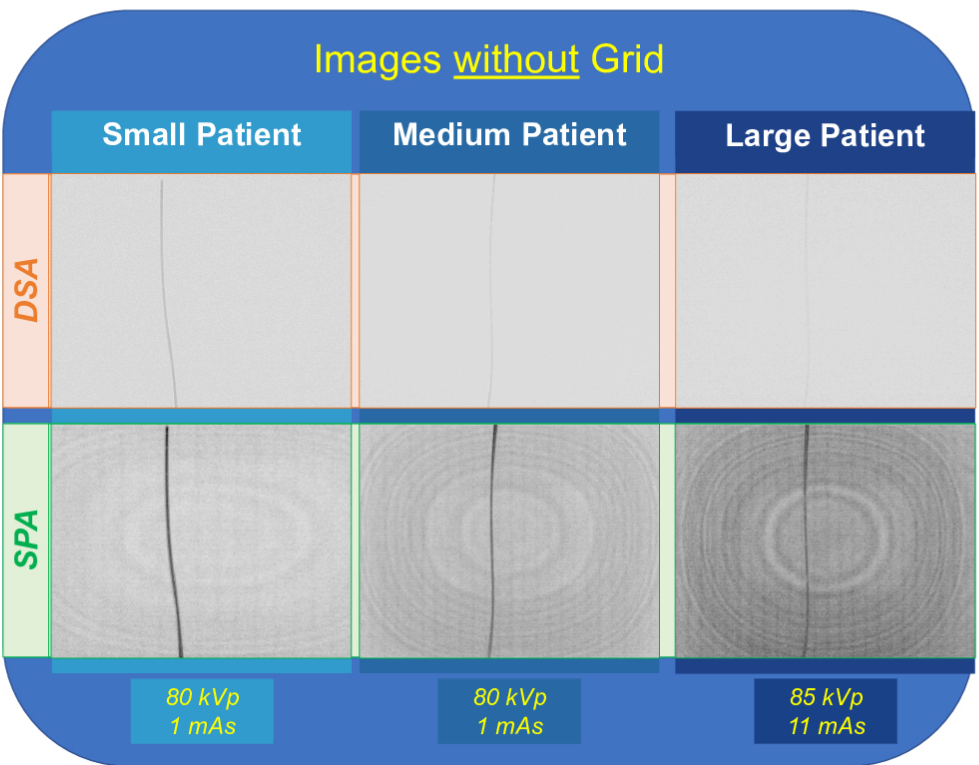 Images without Grid
Small Patient
Medium Patient
Large Patient
DSA
SPA
80 kVp
1 mAs
80 kVp
1 mAs
85 kVp
11 mAs